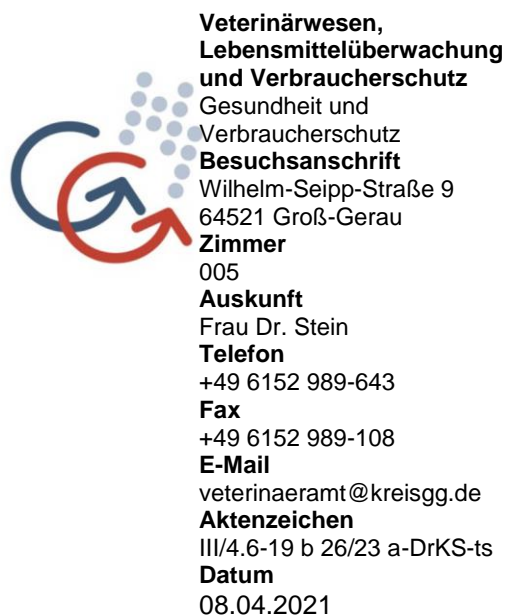 Veterinärwesen,
Lebensmittelüberwachung
und Verbraucherschutz
Gesundheit und
Verbraucherschutz
Besuchsanschrift
Wilhelm-Seipp-Straße 9
64521 Groß-Gerau
Zimmer
005
Auskunft
Frau Dr. Stein
Telefon
+49 6152 989-643
Fax
+49 6152 989-108
E-Mail
veterinaeramt@kreisgg.de
Aktenzeichen
III/4.6-19 b 26/23 a-DrKS-ts
Datum
08.04.2021